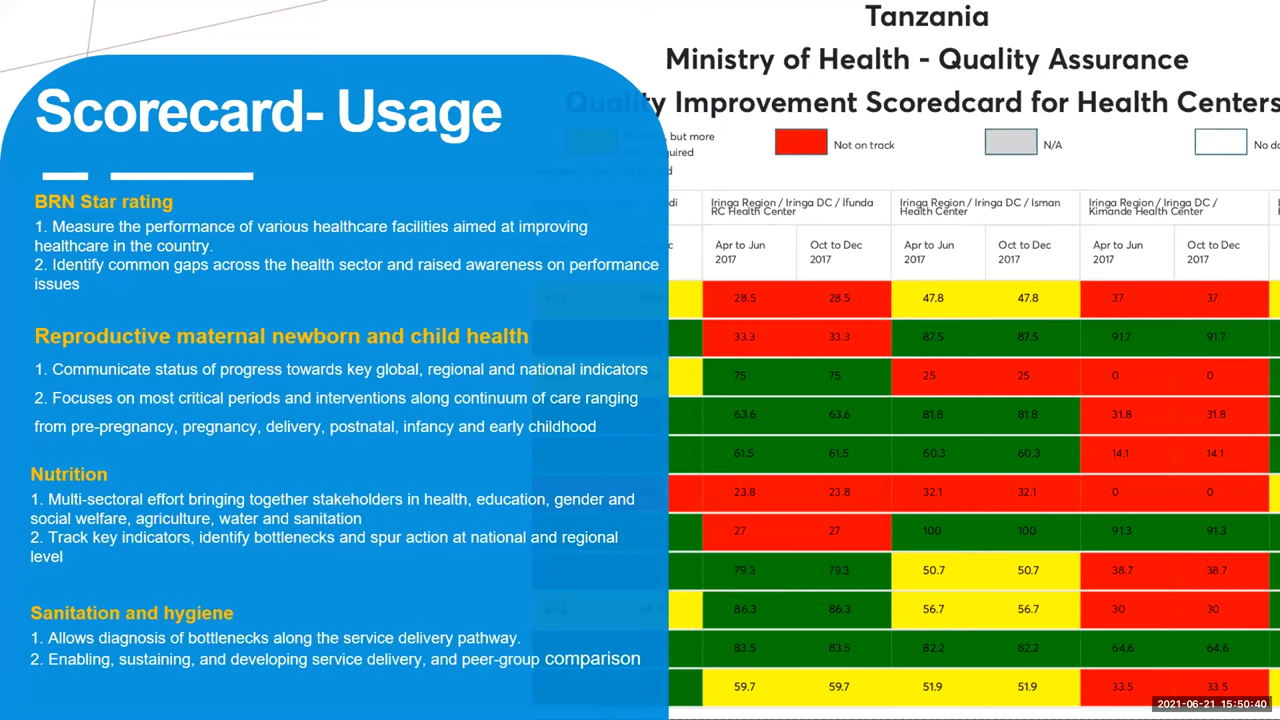 Scorecard- Usage
BRN Star rating
1. Measure the performance of various healthcare facilities aimed at improving
healthcare in the country.
2. Identify common gaps across the health sector and raised awareness on performance
issues
Reproductive maternal newborn and child health
1. Communicate status of progress towards key global, regional and national indicators
2. Focuses on most critical periods and interventions along continuum of care ranging
from pre-pregnancy, pregnancy, delivery, postnatal, infancy and early childhood
Nutrition
1. Multi-sectoral effort bringing together stakeholders in health, education, gender and
social welfare, agriculture, water and sanitation
2. Track key indicators, identify bottlenecks and spur action at national and regional
level
Sanitation and hygiene
1. Allows diagnosis of bottlenecks along the service delivery pathway.
2. Enabling, sustaining, and developing service delivery, and peer-group comparison
Tanzania
Ministry of Health - Quality Assurance
Quality Improvement Scoredcard for Health Centers
but more
Not on track
N/A
No
Iringa Region / Iringa DC / Ifunda
RC Health Center
Iringa Region / Iringa DC / Isman
Health Center
Iringa Region / Iringa DC /
Kimande Health Center
Apr to Jun
2017
Oct to Dec
2017
Apr to Jun
2017
Oct to Dec
2017
Apr to Jun
2017
Oct to Dec
2017
28.5 28.5 47.8 47.8 37 37
33.3 33.3 87.5 87.5 91.7 91.7
75 75 25 25 0 0
63.6 63.6 81.8 81.8 31.8 31.8
61.5 61.5 60.3 60.3 14.1 14.1
23.8 23.8 32.1 32.1 0 0
27 27 100 100 91.3 91.3
79.3 79.3 50.7 50.7 38.7 38.7
86.3 86.3 56.7 56.7 30 30
83.5 83.5 82.2 82.2 64.6 64.6
59.7 59.7 51.9 51.9 33.5 33.5
2021-06-21 15:50:40